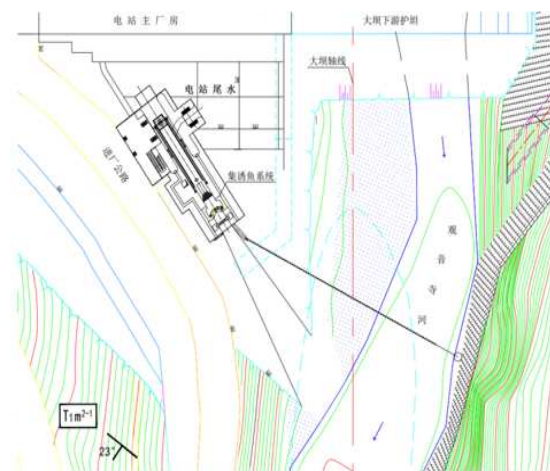 电站主厂房
大坝下游护坦
大坝轴线
电站尾水
进厂公路
集诱鱼系统
观音寺河
T₁m²⁻¹
23°